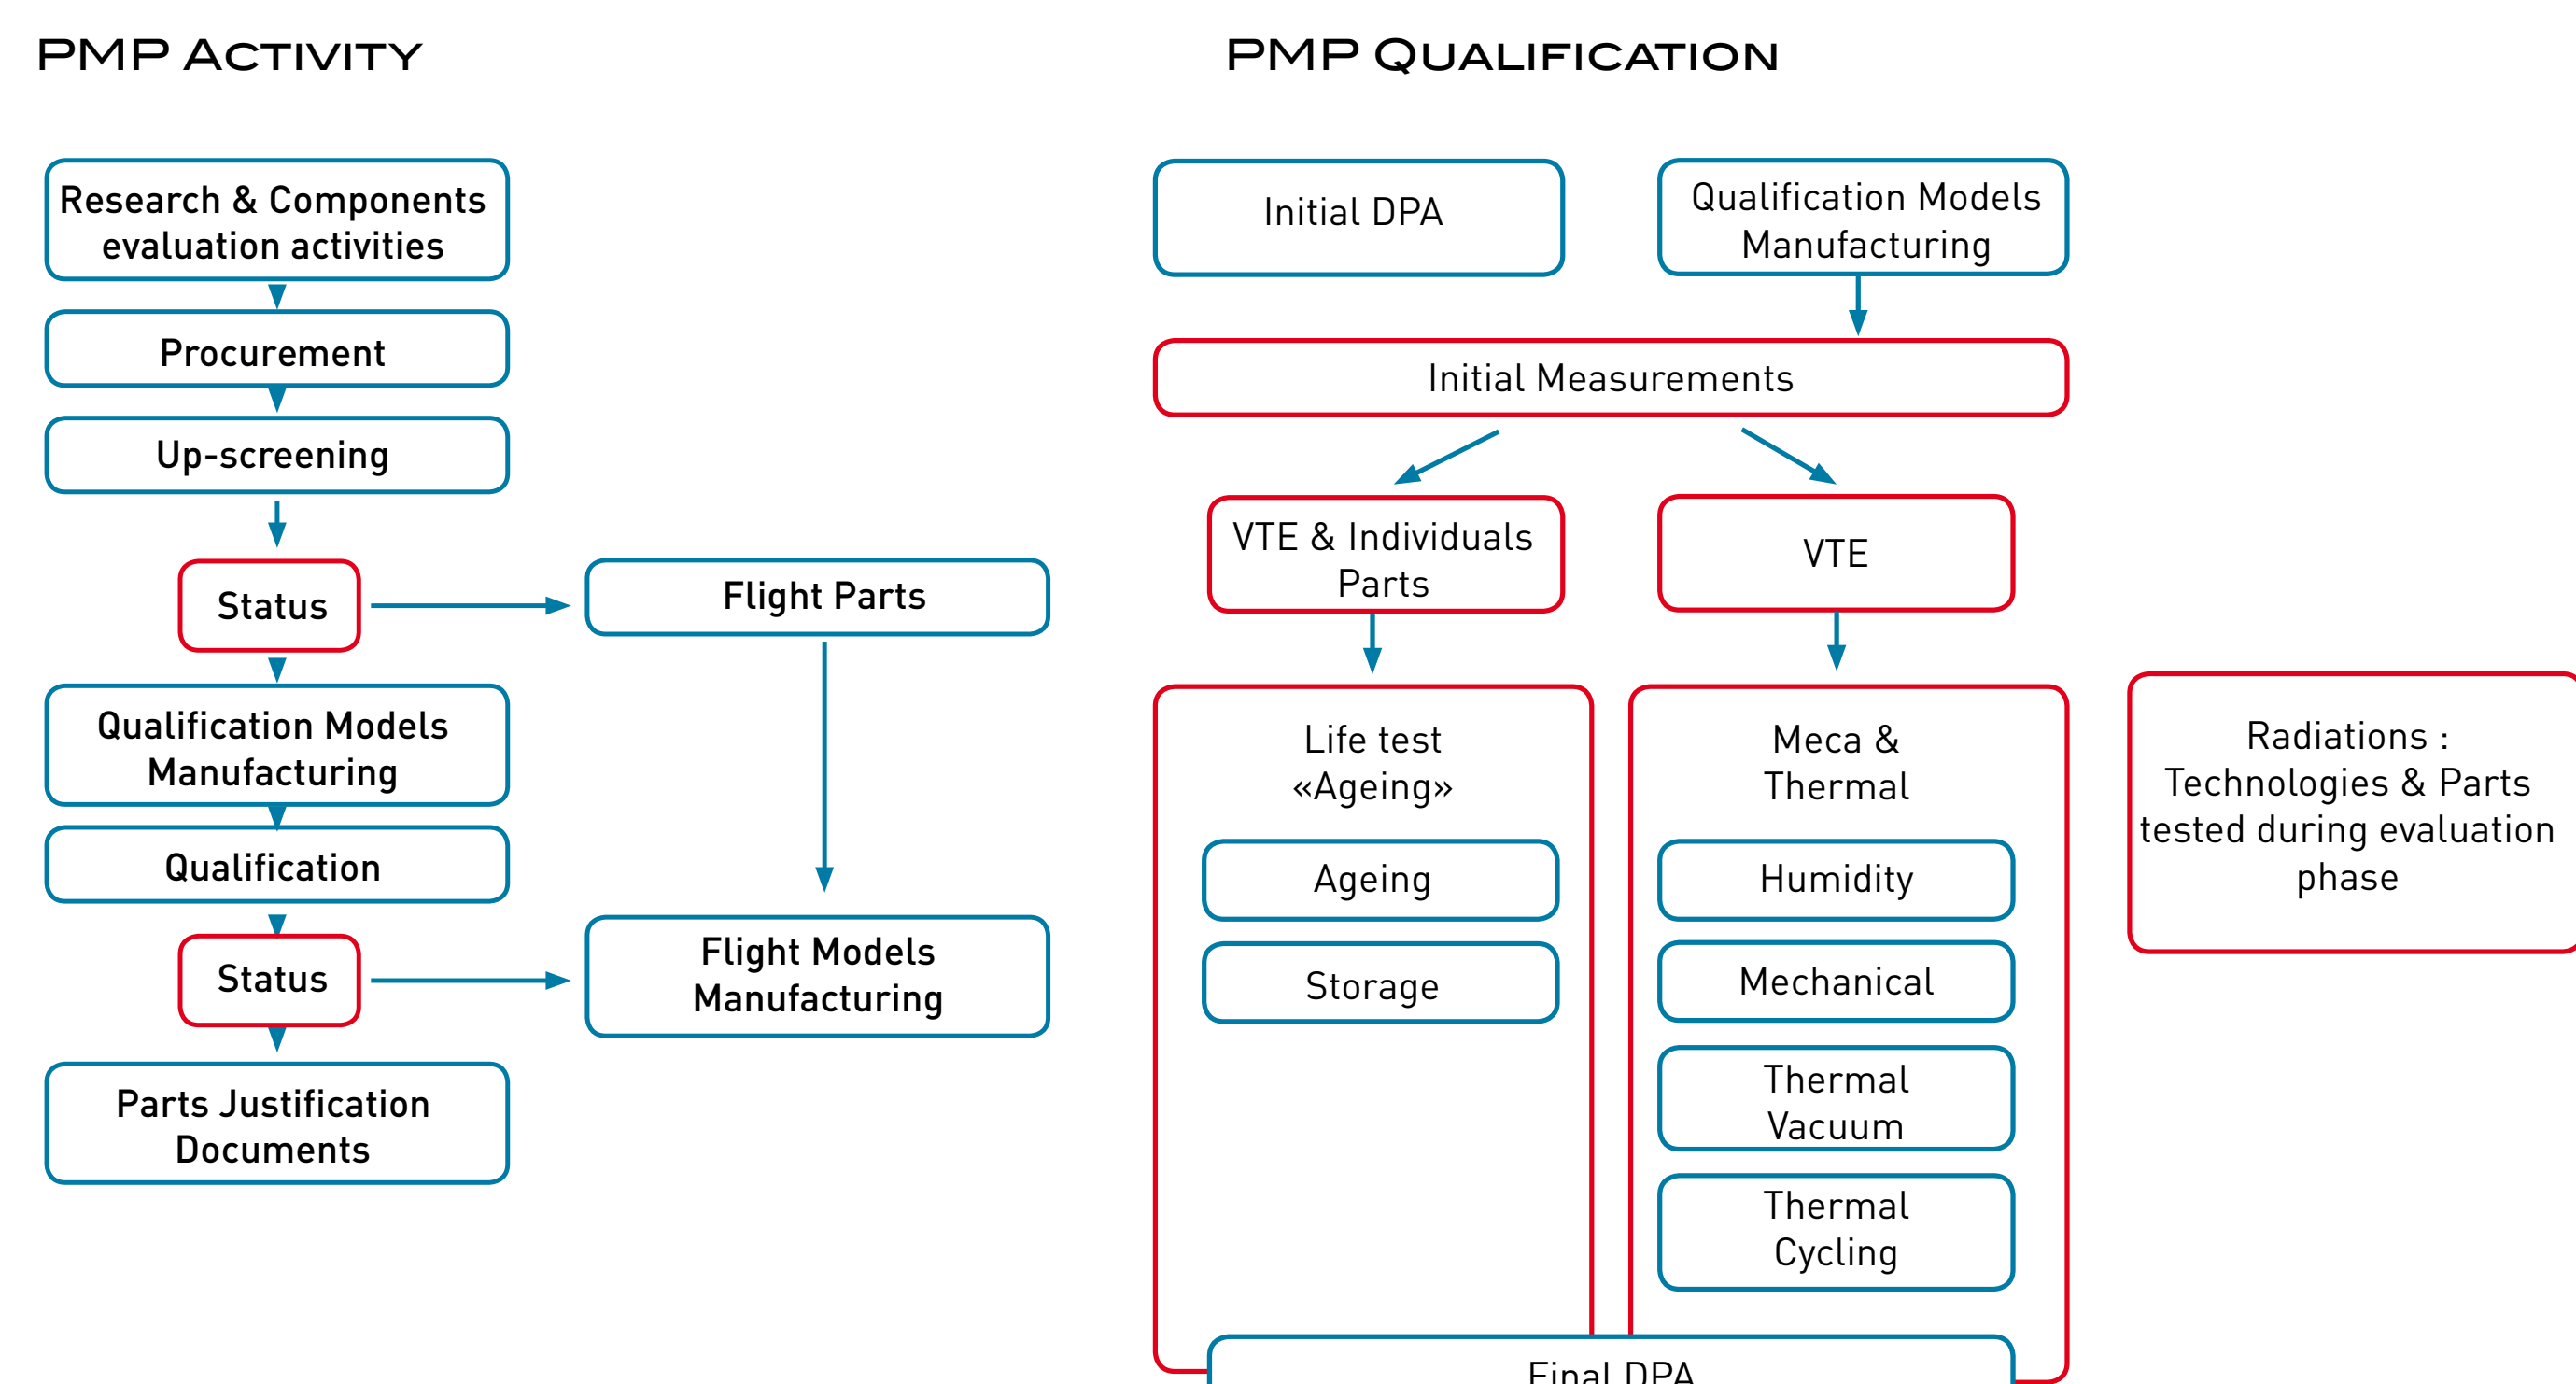 PMP ACTIVITY
Research & Components
evaluation activities
Procurement
Up-screening
Status
Flight Parts
Qualification Models
Manufacturing
Qualification
Status
Flight Models
Manufacturing
Parts Justification
Documents
PMP QUALIFICATION
Initial DPA
Qualification Models
Manufacturing
Initial Measurements
VTE & Individuals
Parts
VTE
Life test
«Ageing»
Ageing
Storage
Meca &
Thermal
Humidity
Mechanical
Thermal
Vacuum
Thermal
Cycling
Radiations :
Technologies & Parts
tested during evaluation
phase
Final DPA